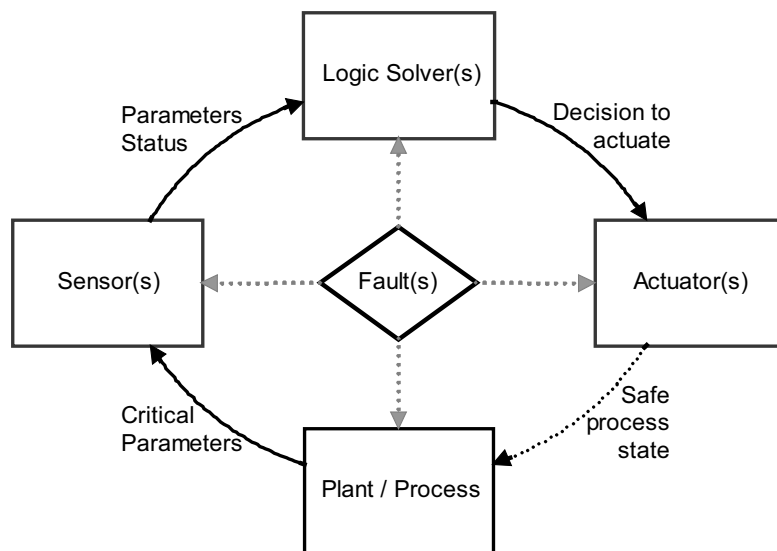 Logic Solver(s)
Parameters
Status
Decision to
actuate
Sensor(s)
Fault(s)
Actuator(s)
Critical
Parameters
Safe
process
state
Plant / Process